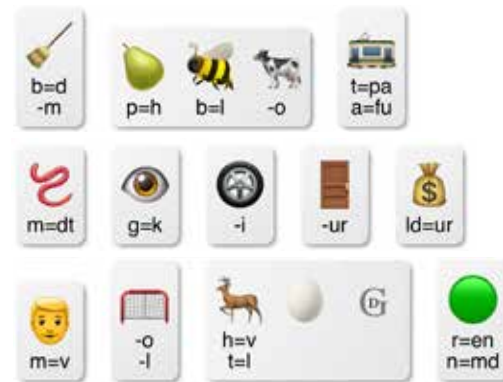 b=d
-m
p=h b=l -o
t=pa
a=fu
m=dt
g=k
-i
-ur
ld=ur
$
m=v
-o
-l
h=v
t=l
r=en
n=md